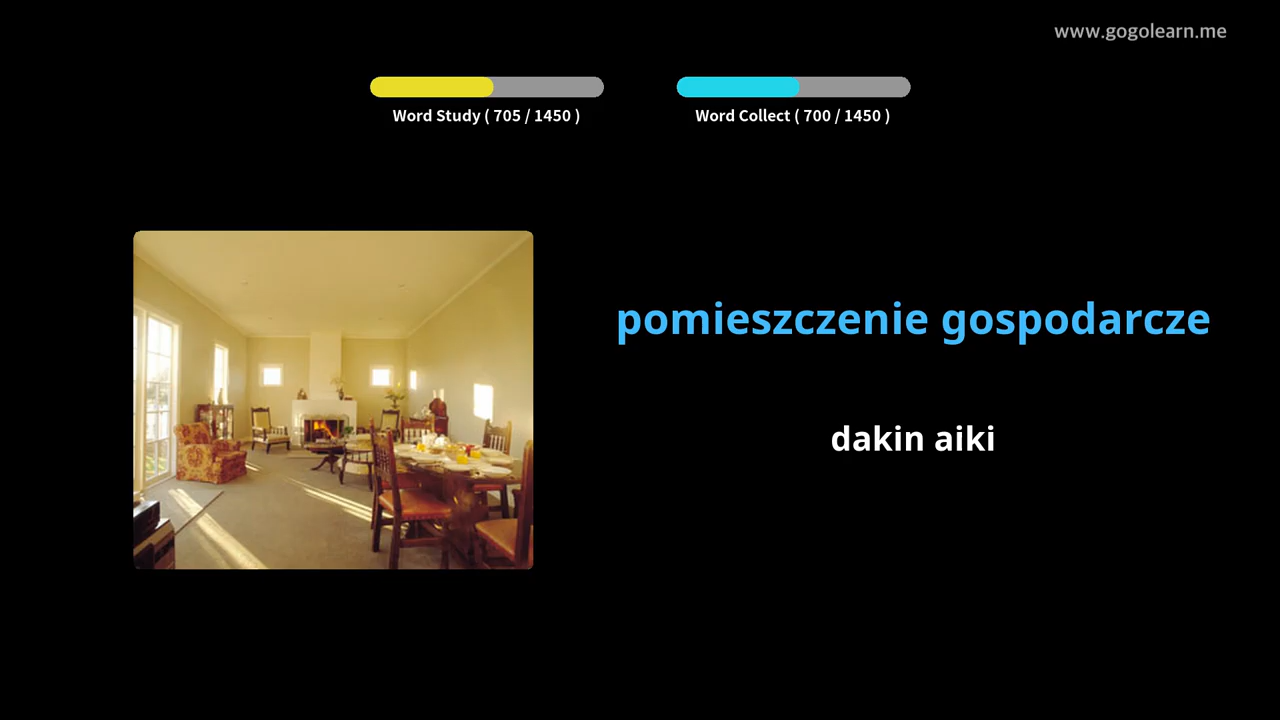 www.gogolearn.me
Word Study ( 705 / 1450 )
Word Collect ( 700 / 1450 )
pomieszczenie gospodarcze
dakin aiki